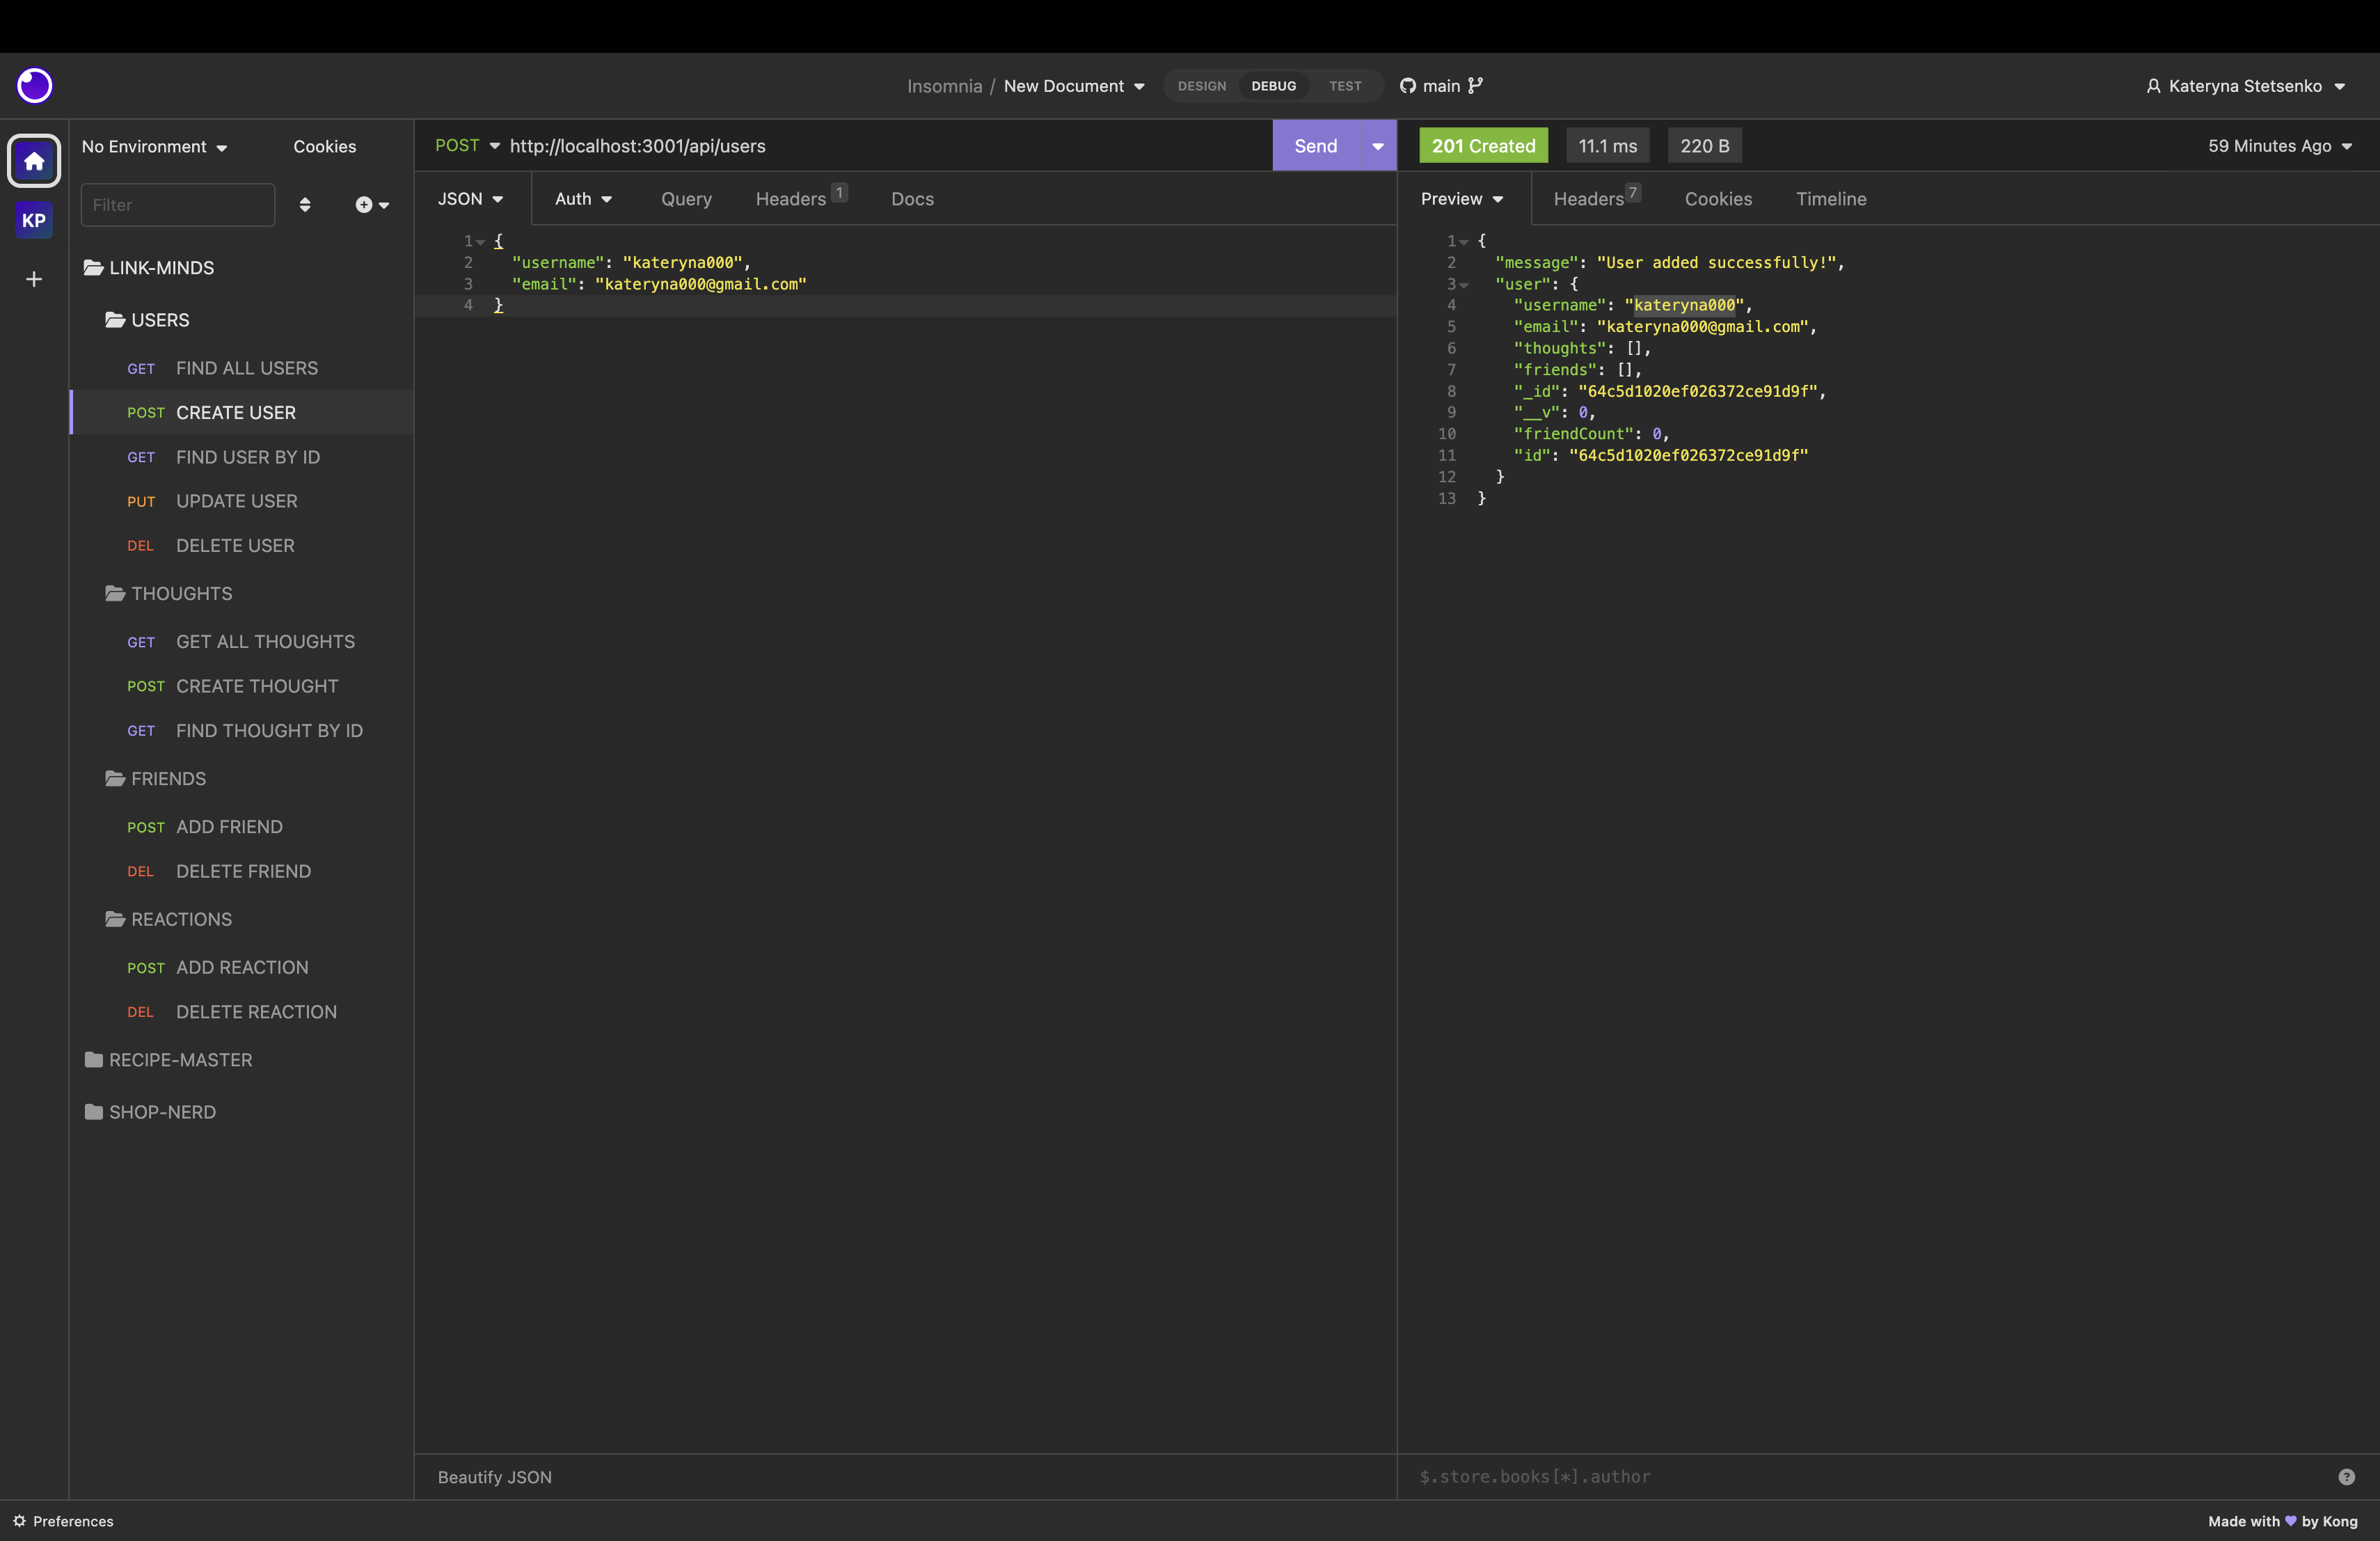 Insomnia / New Document
DESIGN DEBUG TEST
main
Kateryna Stetsenko
KP
No Environment
Cookies
Filter
LINK-MINDS
USERS
GET FIND ALL USERS
POST CREATE USER
GET FIND USER BY ID
PUT UPDATE USER
DEL DELETE USER
THOUGHTS
GET GET ALL THOUGHTS
POST CREATE THOUGHT
GET FIND THOUGHT BY ID
FRIENDS
POST ADD FRIEND
DEL DELETE FRIEND
REACTIONS
POST ADD REACTION
DEL DELETE REACTION
RECIPE-MASTER
SHOP-NERD
POST http://localhost:3001/api/users Send
JSON Auth Query Headers 1 Docs
1 {
2 "username": "kateryna000",
3 "email": "kateryna000@gmail.com"
4 }
Beautify JSON
201 Created 11.1 ms 220 B 59 Minutes Ago
Preview Headers 7 Cookies Timeline
1 {
2 "message": "User added successfully!",
3 "user": {
4 "username": "kateryna000",
5 "email": "kateryna000@gmail.com",
6 "thoughts": [],
7 "friends": [],
8 "_id": "64c5d1020ef026372ce91d9f",
9 "__v": 0,
10 "friendCount": 0,
11 "id": "64c5d1020ef026372ce91d9f"
12 }
13 }
$.store.books[*].author
?
Preferences
Made with 💜 by Kong